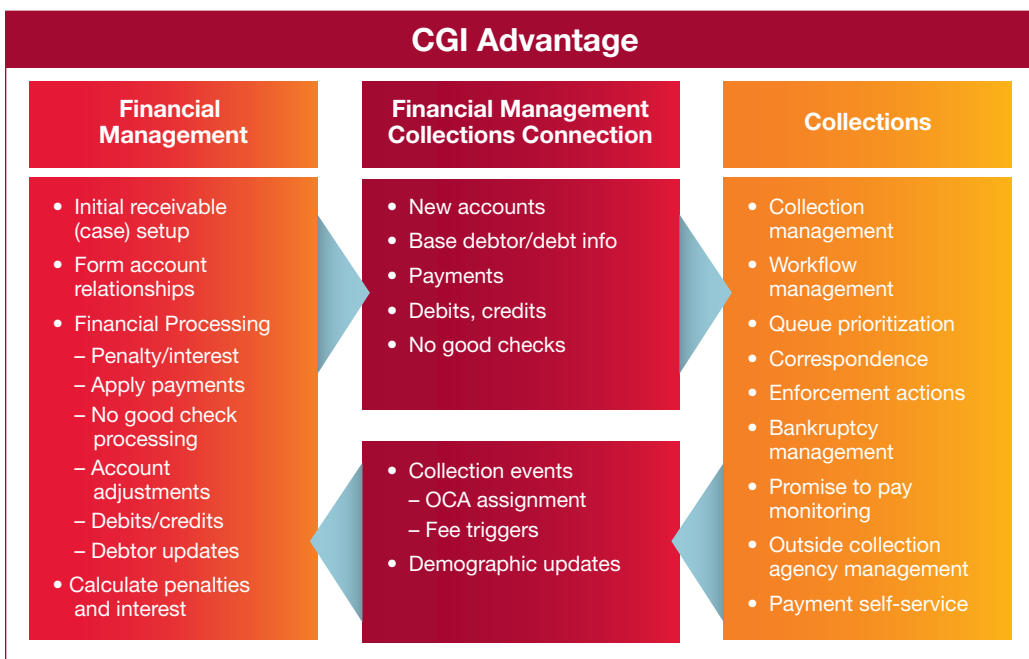 CGI Advantage
Financial
Management
• Initial receivable
(case) setup
• Form account
relationships
• Financial Processing
– Penalty/interest
– Apply payments
– No good check
processing
– Account
adjustments
– Debits/credits
– Debtor updates
• Calculate penalties
and interest
Financial Management
Collections Connection
• New accounts
• Base debtor/debt info
• Payments
• Debits, credits
• No good checks
• Collection events
– OCA assignment
– Fee triggers
• Demographic updates
Collections
• Collection
management
• Workflow
management
• Queue prioritization
• Correspondence
• Enforcement actions
• Bankruptcy
management
• Promise to pay
monitoring
• Outside collection
agency management
• Payment self-service